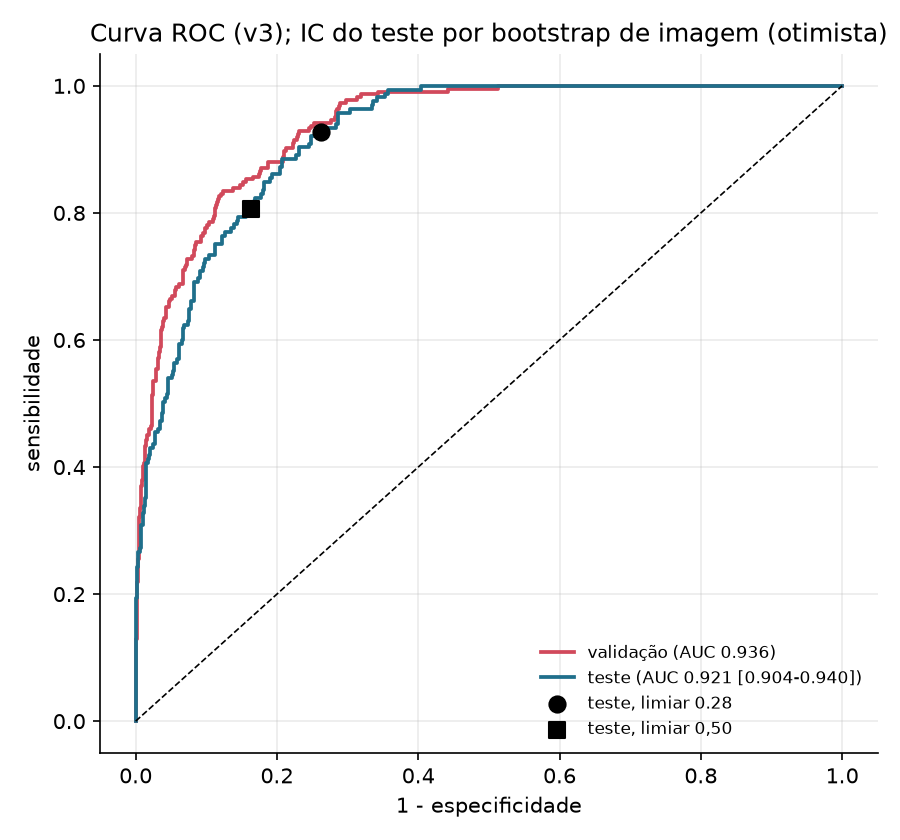 Curva ROC (v3); IC do teste por bootstrap de imagem (otimista)
1.0
0.8
0.6
0.4
0.2
0.0
sensibilidade
validação (AUC 0.936)
teste (AUC 0.921 [0.904-0.940])
teste, limiar 0.28
teste, limiar 0,50
0.0 0.2 0.4 0.6 0.8 1.0
1 - especificidade